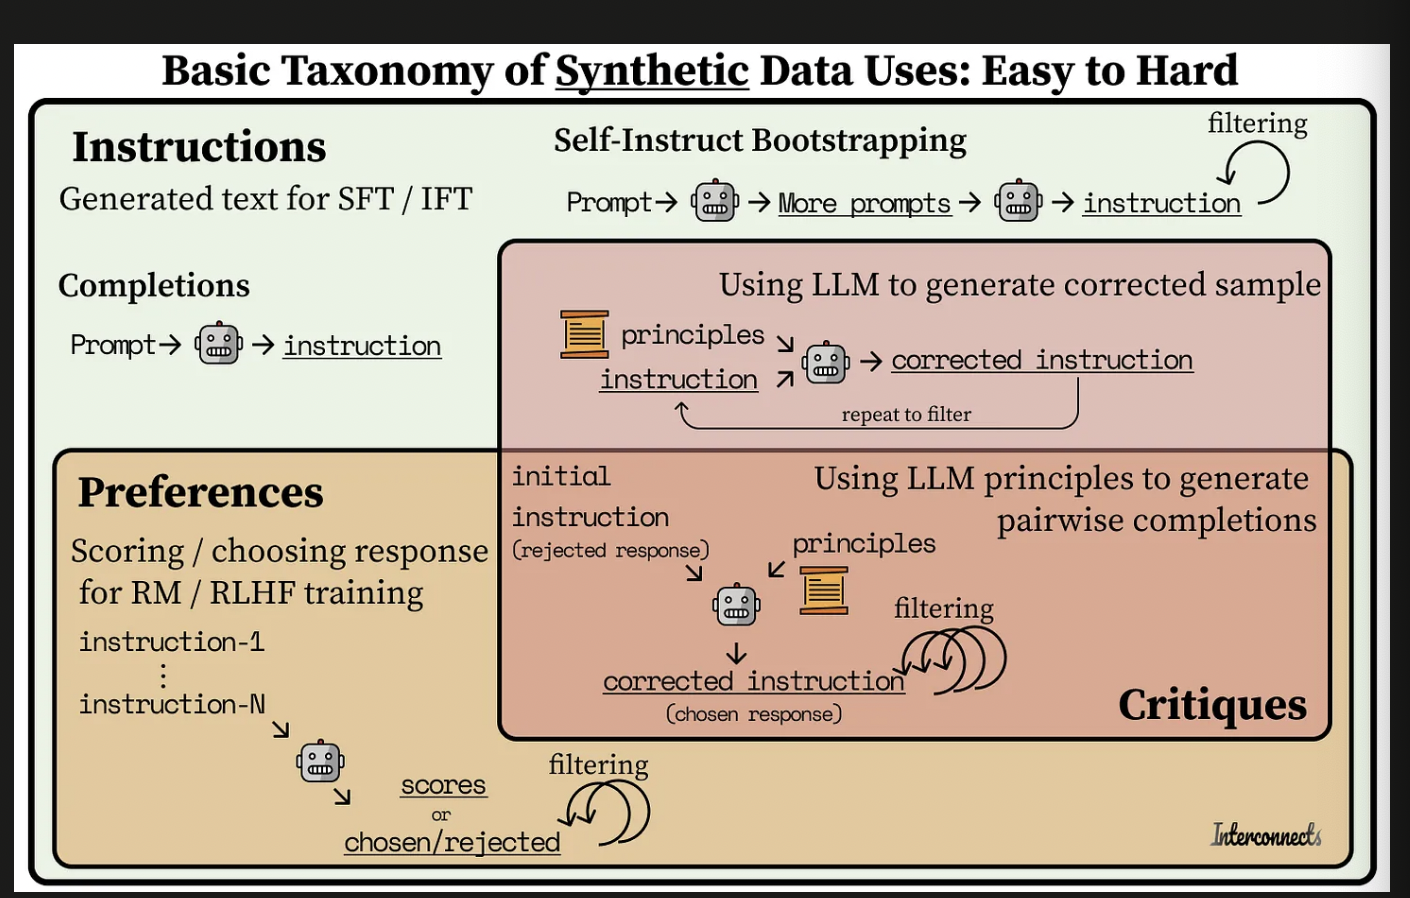 Basic Taxonomy of Synthetic Data Uses: Easy to Hard
Instructions
Generated text for SFT / IFT
Self-Instruct Bootstrapping
filtering
Prompt→ → More prompts → → instruction
Completions
Prompt→ → instruction
Using LLM to generate corrected sample
principles
instruction
→ corrected instruction
repeat to filter
Preferences
Scoring / choosing response
for RM / RLHF training
instruction-1
⋮
instruction-N
scores
or
chosen/rejected
filtering
initial
instruction
(rejected response)
Using LLM principles to generate
pairwise completions
principles
filtering
corrected instruction
(chosen response)
Critiques
Interconnects